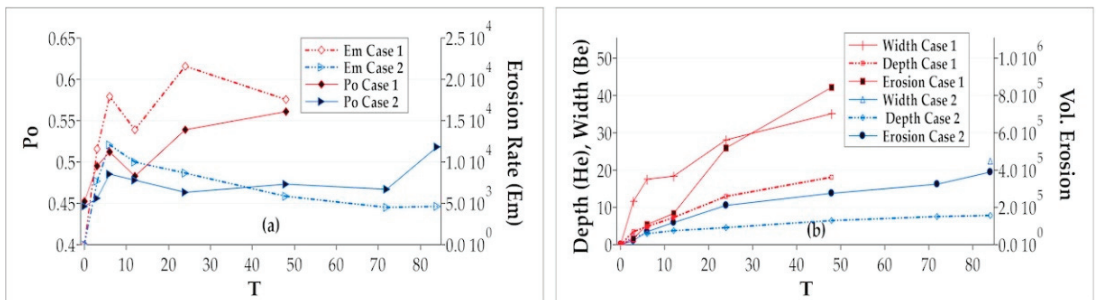 0.65
0.6
0.55
0.5
0.45
0.4
Po
Em Case 1
Em Case 2
Po Case 1
Po Case 2
2.5 10 4
2.0 10 4
1.5 10 4
1.0 10 4
5.0 10 3
0.0 10 0
Erosion Rate (Em)
(a)
0 10 20 30 40 50 60 70 80
T
50
40
30
20
10
0
Depth (He), Width (Be)
Width Case 1
Depth Case 1
Erosion Case 1
Width Case 2
Depth Case 2
Erosion Case 2
1.0 10 6
8.0 10 5
6.0 10 5
4.0 10 5
2.0 10 5
0.0 10 0
Vol. Erosion
(b)
0 10 20 30 40 50 60 70 80
T